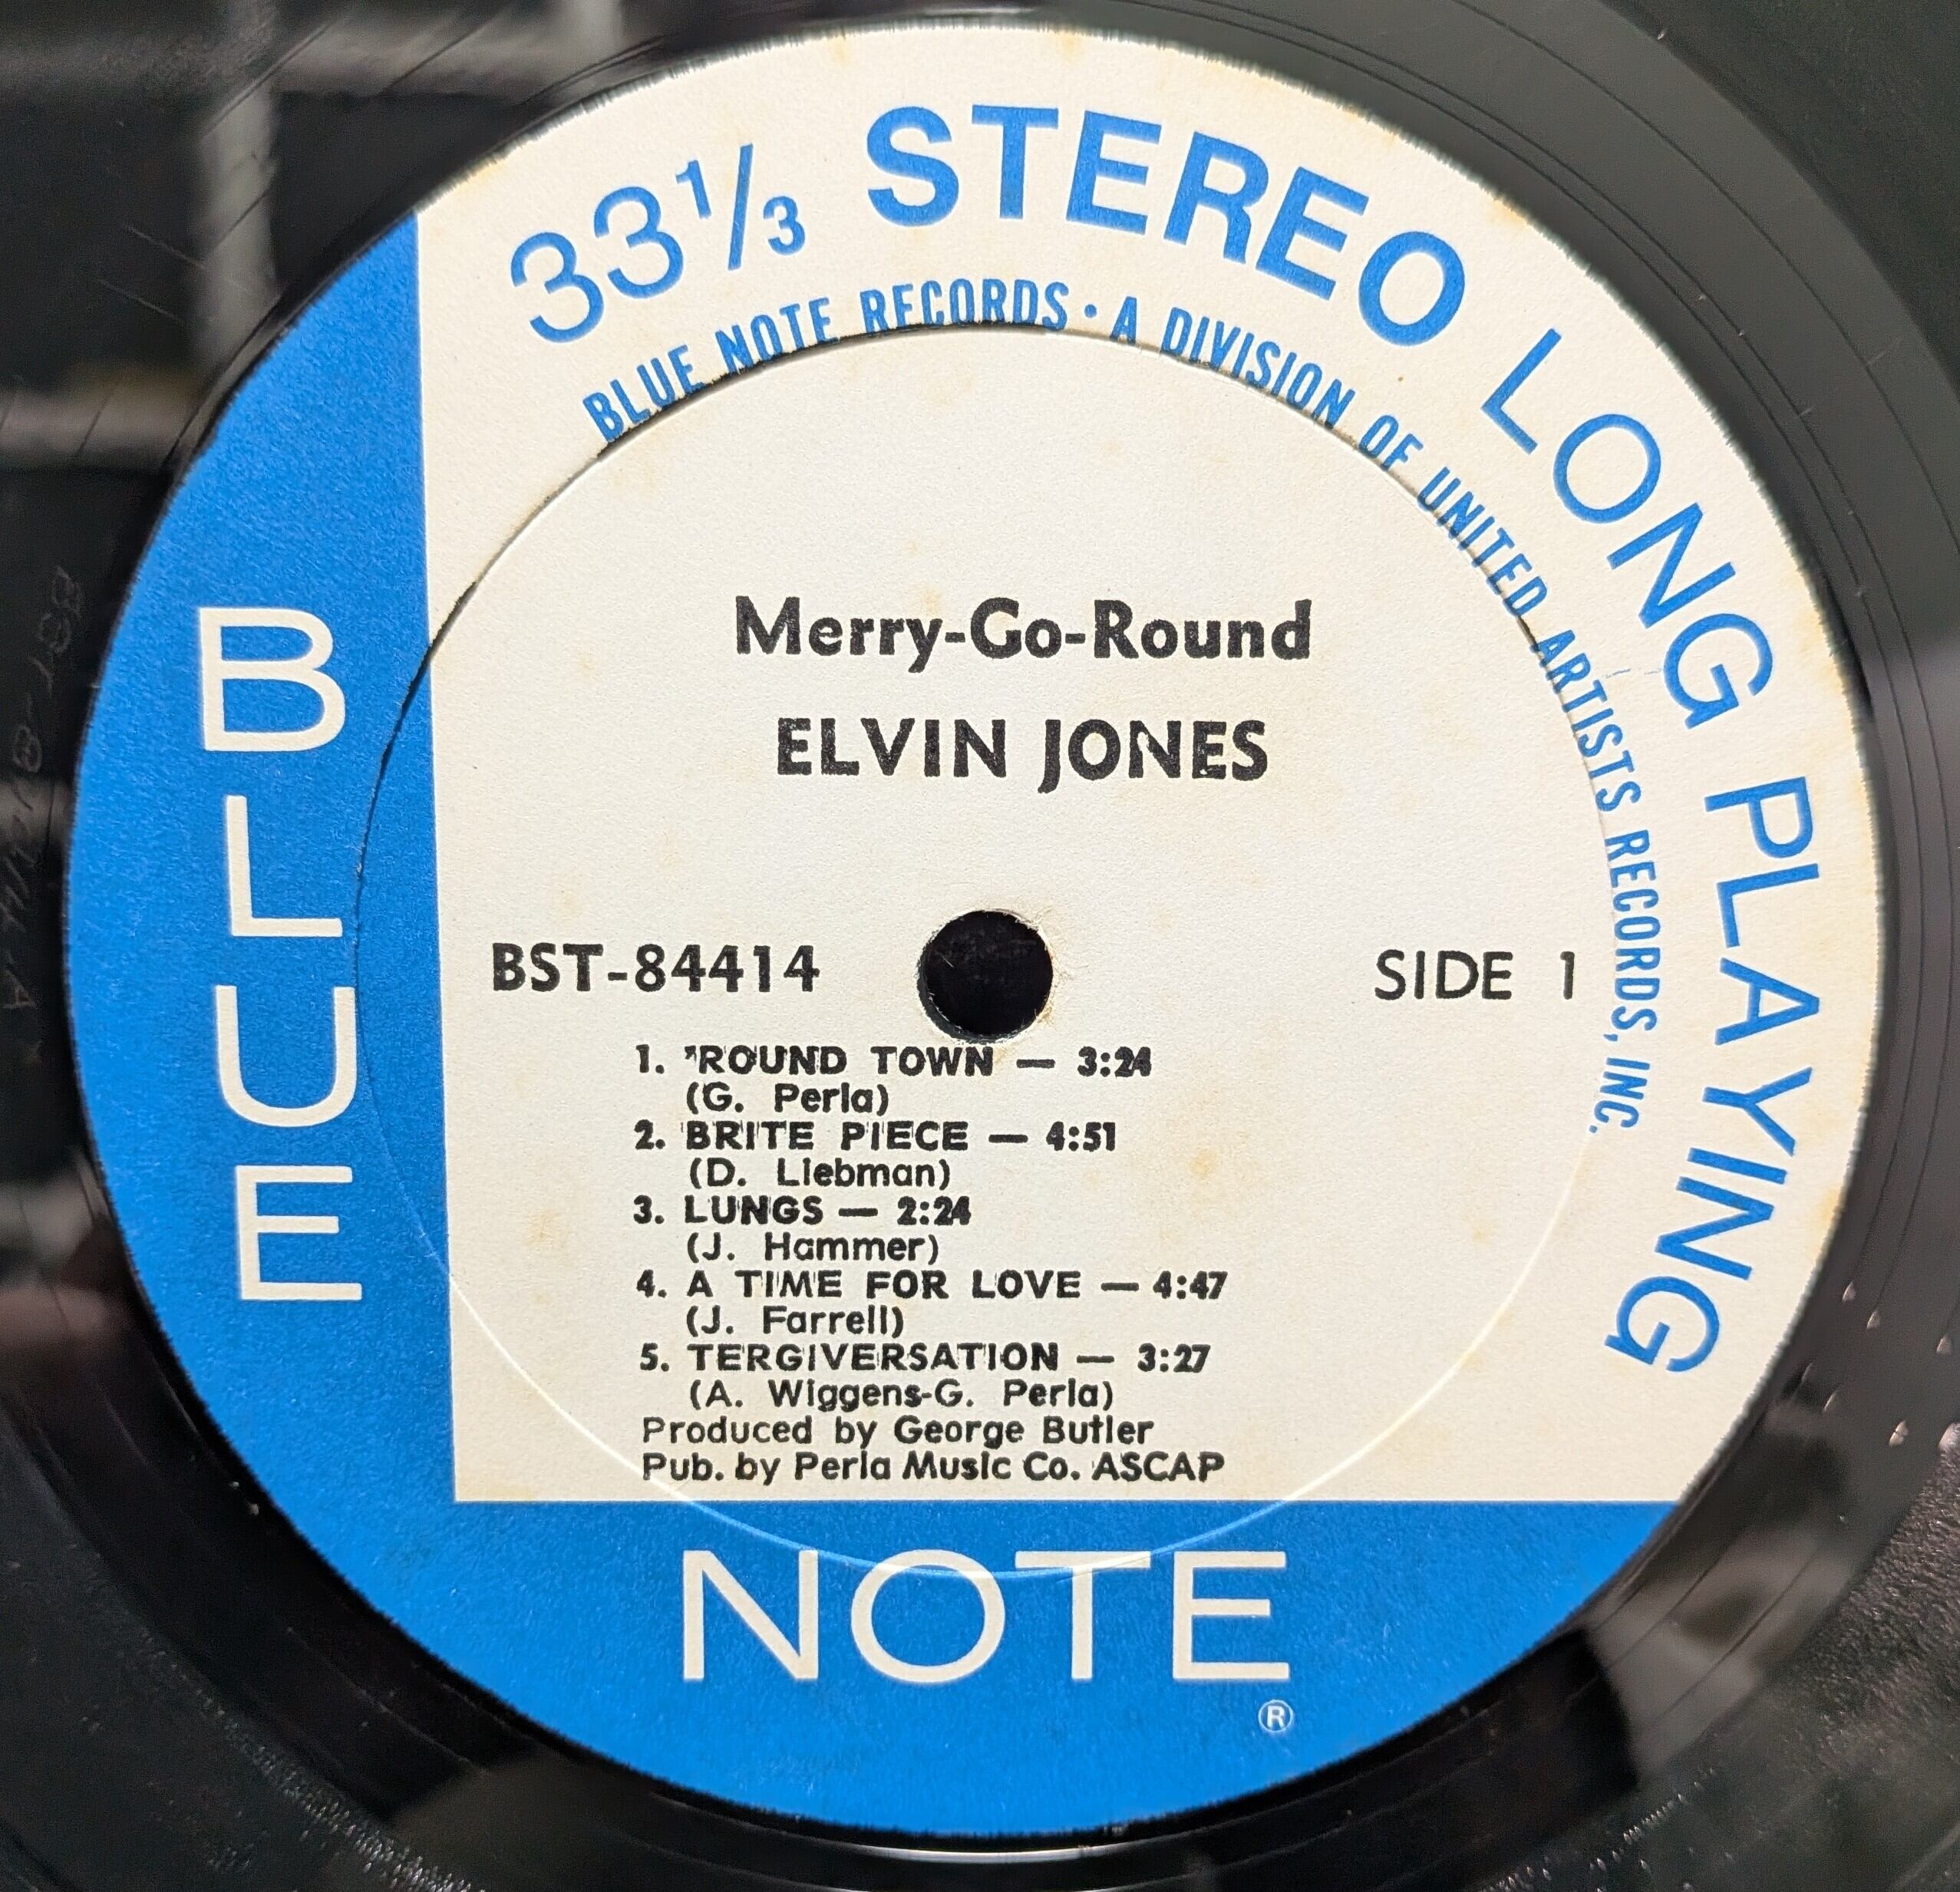 33 1/3 STEREO LONG PLAYING
BLUE NOTE RECORDS · A DIVISION OF UNITED ARTISTS RECORDS, INC.
Merry-Go-Round
ELVIN JONES
BST-84414
SIDE 1
1. 'ROUND TOWN — 3:24
(G. Perla)
2. BRITE PIECE — 4:51
(D. Liebman)
3. LUNGS — 2:24
(J. Hammer)
4. A TIME FOR LOVE — 4:47
(J. Farrell)
5. TERGIVERSATION — 3:27
(A. Wiggens-G. Perla)
Produced by George Butler
Pub. by Perla Music Co. ASCAP
BLUE
NOTE
®